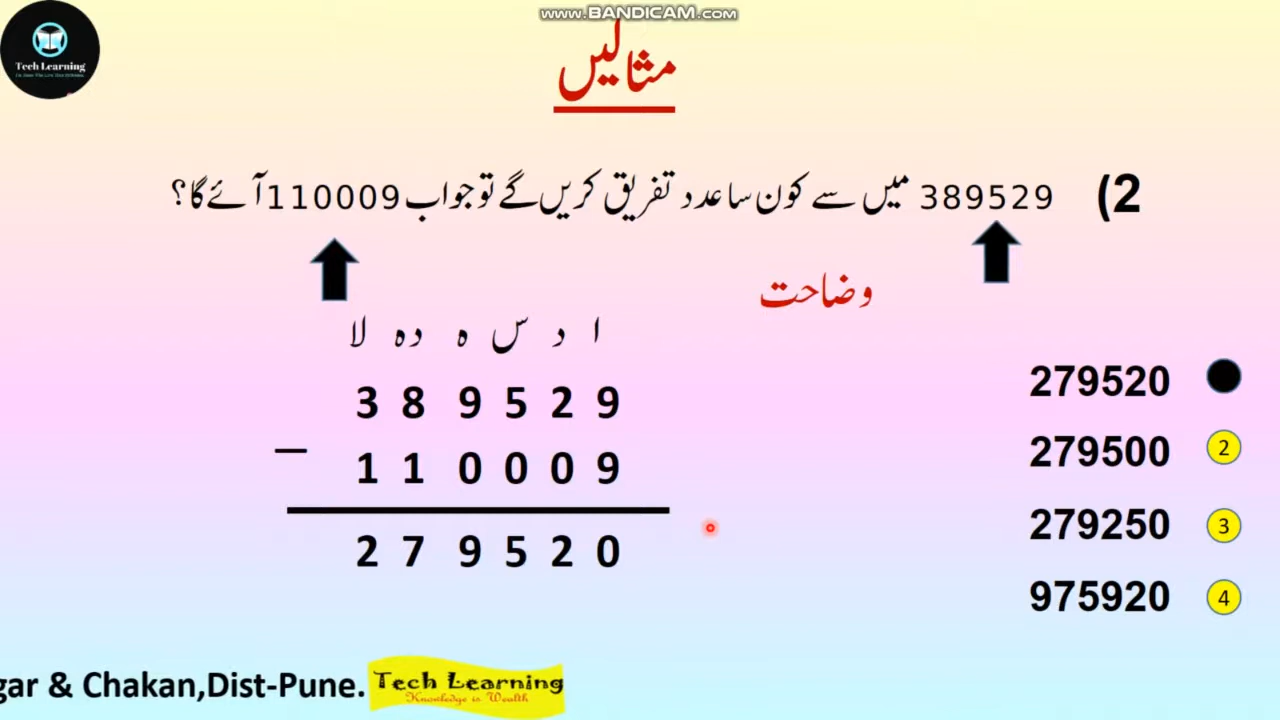 www.BANDICAM.com
Tech Learning
مثالیں
2) 389529 میں سے کون سا عدد تفریق کریں گے تو جواب 110009 آئے گا؟
وضاحت
لا دہ ہ س د ا
3 8 9 5 2 9
− 1 1 0 0 0 9
2 7 9 5 2 0
279520
279500 2
279250 3
975920 4
gar & Chakan,Dist-Pune.
Tech Learning
Knowledge is Wealth